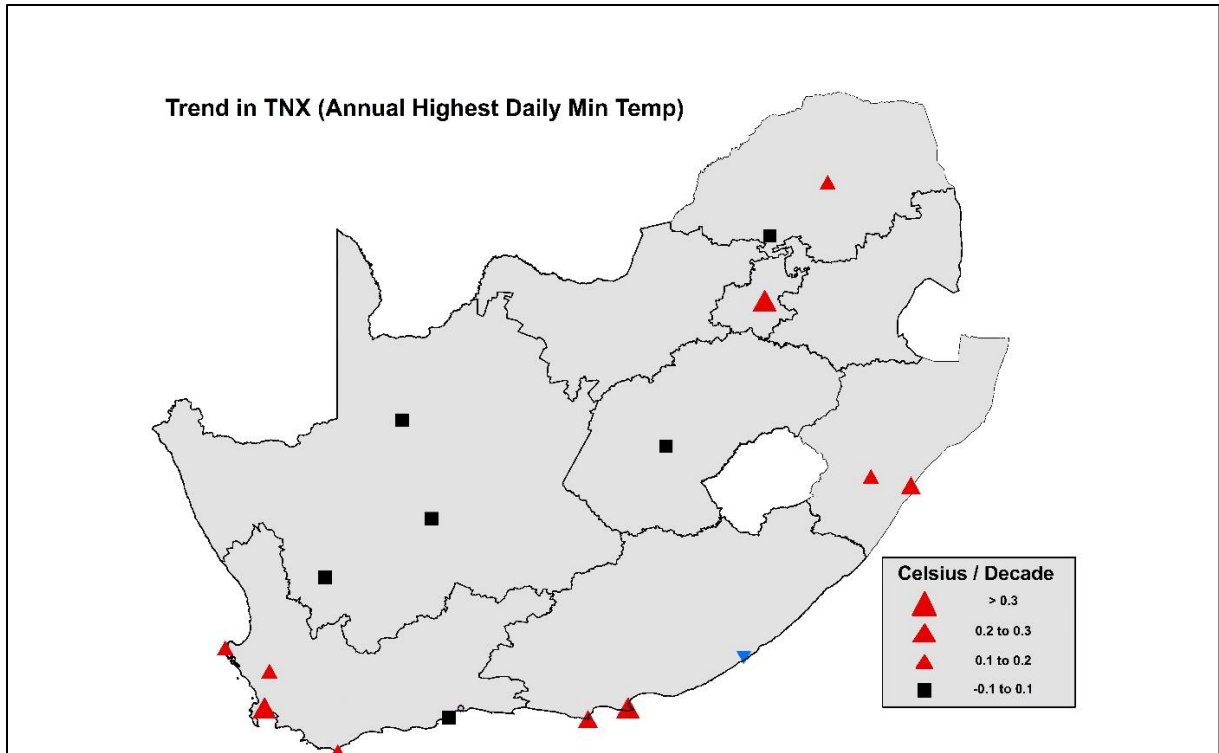 Trend in TNX (Annual Highest Daily Min Temp)
Celsius / Decade
> 0.3
0.2 to 0.3
0.1 to 0.2
-0.1 to 0.1